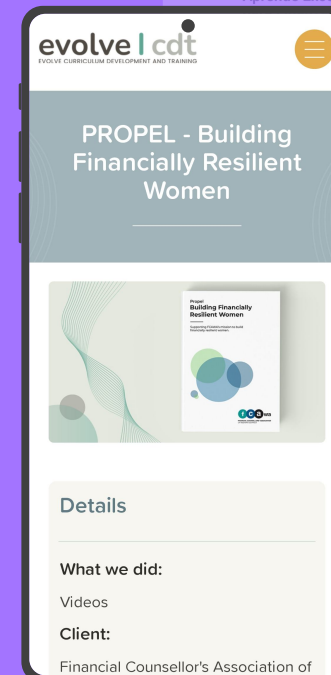 evolve | cdt
EVOLVE CURRICULUM DEVELOPMENT AND TRAINING
PROPEL - Building
Financially Resilient
Women
Propel
Building Financially
Resilient Women
fcawa
Details
What we did:
Videos
Client:
Financial Counsellor's Association of